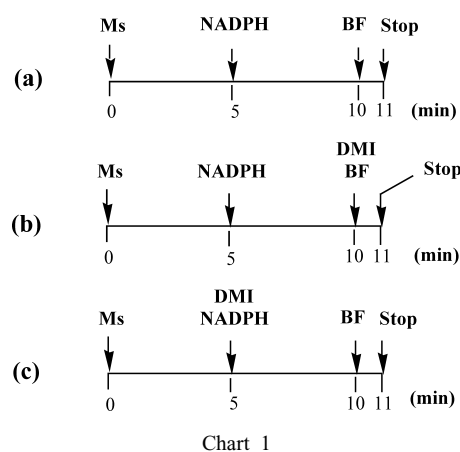 Ms NADPH BF Stop
(a)
0 5 10 11 (min)
DMI
Ms NADPH BF Stop
(b)
0 5 10 11 (min)
DMI
Ms NADPH BF Stop
(c)
0 5 10 11 (min)
Chart 1